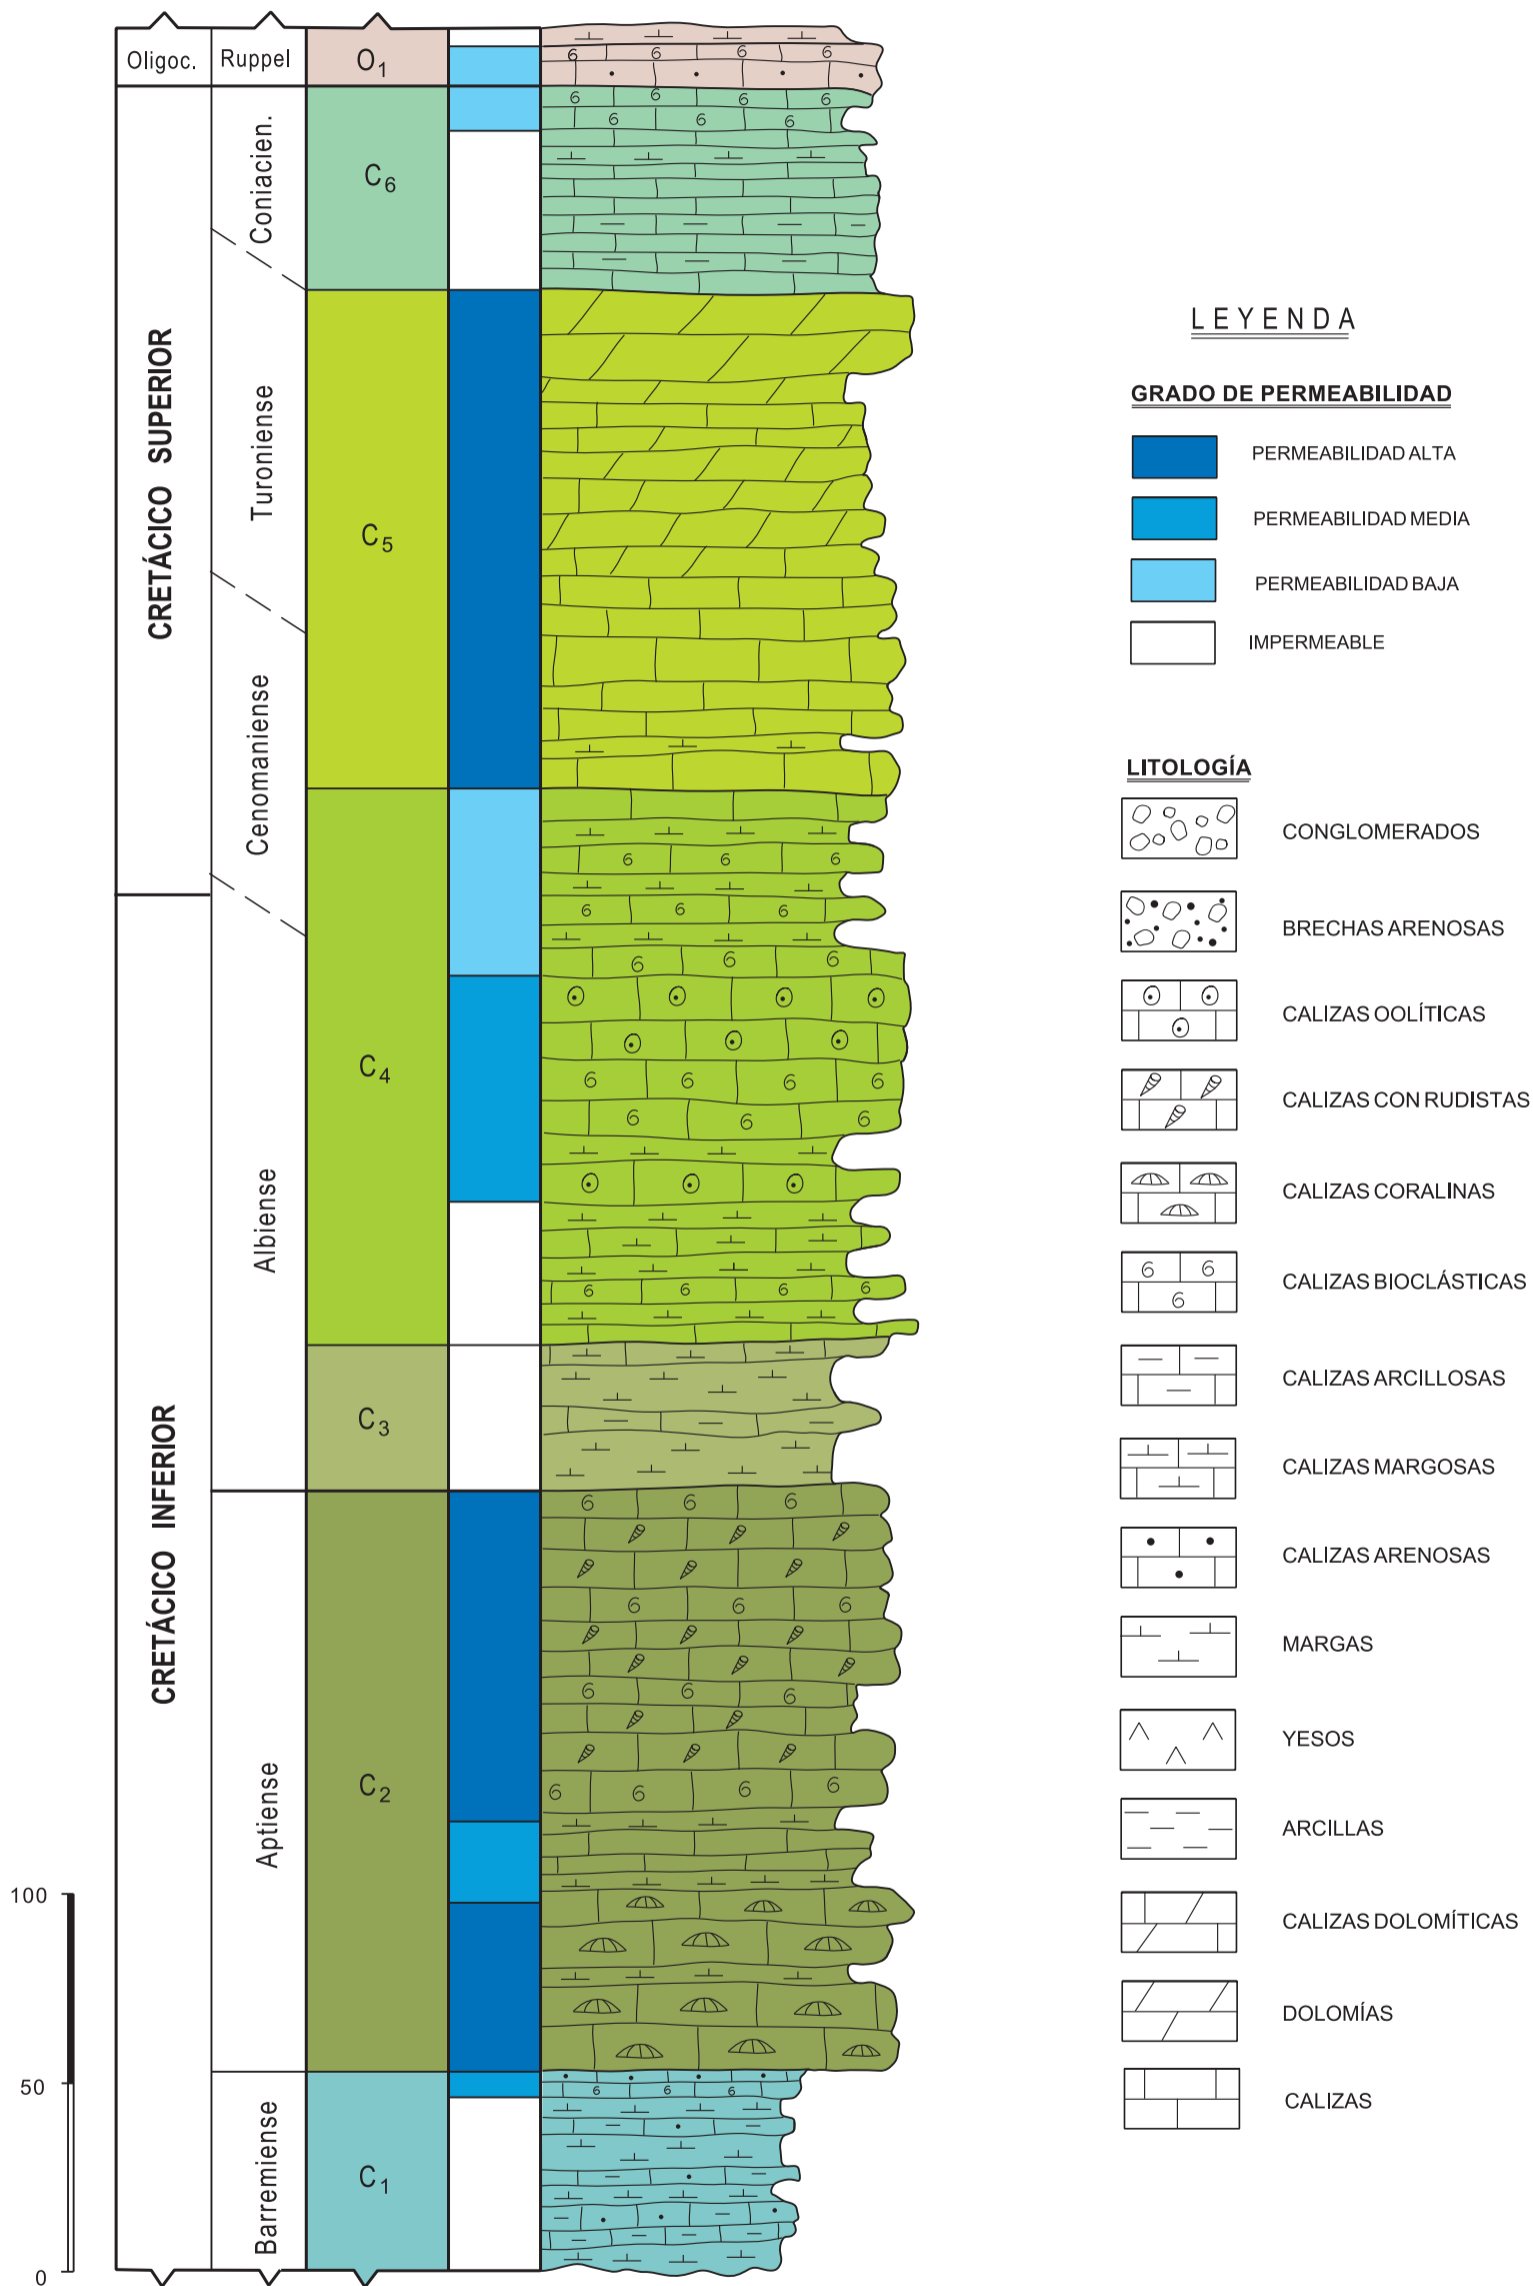 Oligoc.
Ruppel
O1
Coniacien.
C6
CRETÁCICO SUPERIOR
Turoniense
C5
Cenomaniense
C4
Albiense
C3
CRETÁCICO INFERIOR
Aptiense
C2
Barremiense
C1
100
50
0
LEYENDA
GRADO DE PERMEABILIDAD
PERMEABILIDAD ALTA
PERMEABILIDAD MEDIA
PERMEABILIDAD BAJA
IMPERMEABLE
LITOLOGÍA
CONGLOMERADOS
BRECHAS ARENOSAS
CALIZAS OOLÍTICAS
CALIZAS CON RUDISTAS
CALIZAS CORALINAS
CALIZAS BIOCLÁSTICAS
CALIZAS ARCILLOSAS
CALIZAS MARGOSAS
CALIZAS ARENOSAS
MARGAS
YESOS
ARCILLAS
CALIZAS DOLOMÍTICAS
DOLOMÍAS
CALIZAS